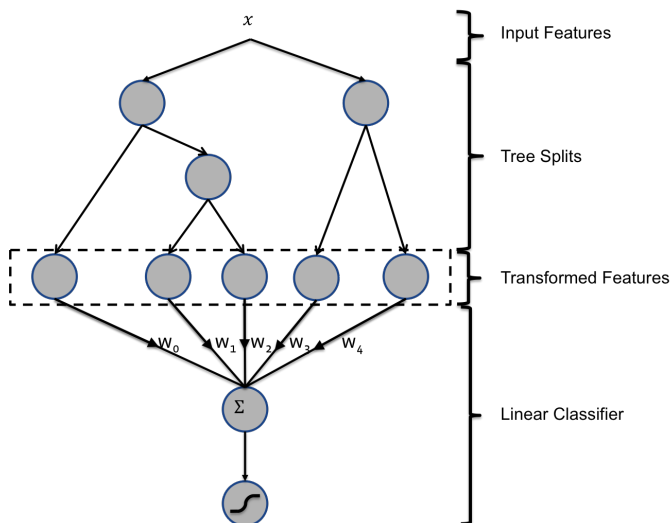 x
Input Features
Tree Splits
Transformed Features
W₀ W₁ W₂ W₃ W₄
Σ
Linear Classifier